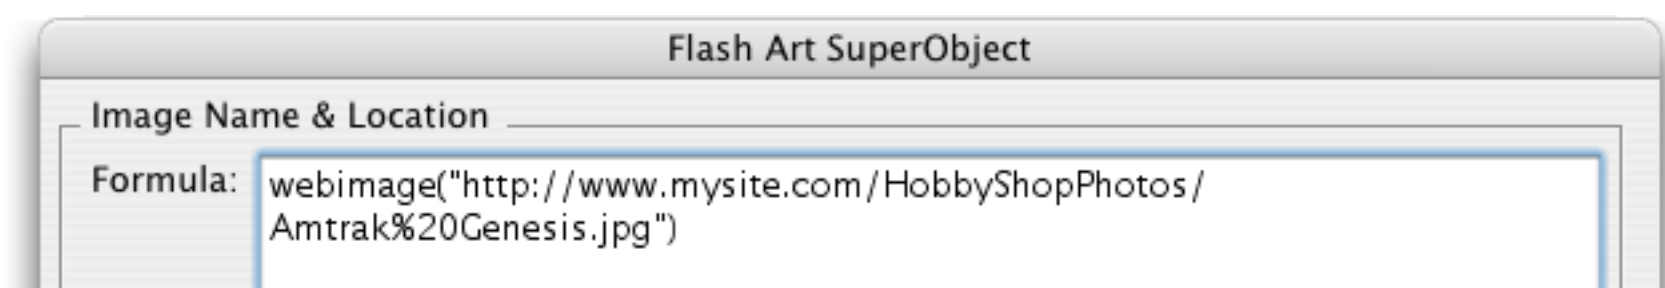 Flash Art SuperObject
Image Name & Location
Formula: webimage("http://www.mysite.com/HobbyShopPhotos/
Amtrak%20Genesis.jpg")